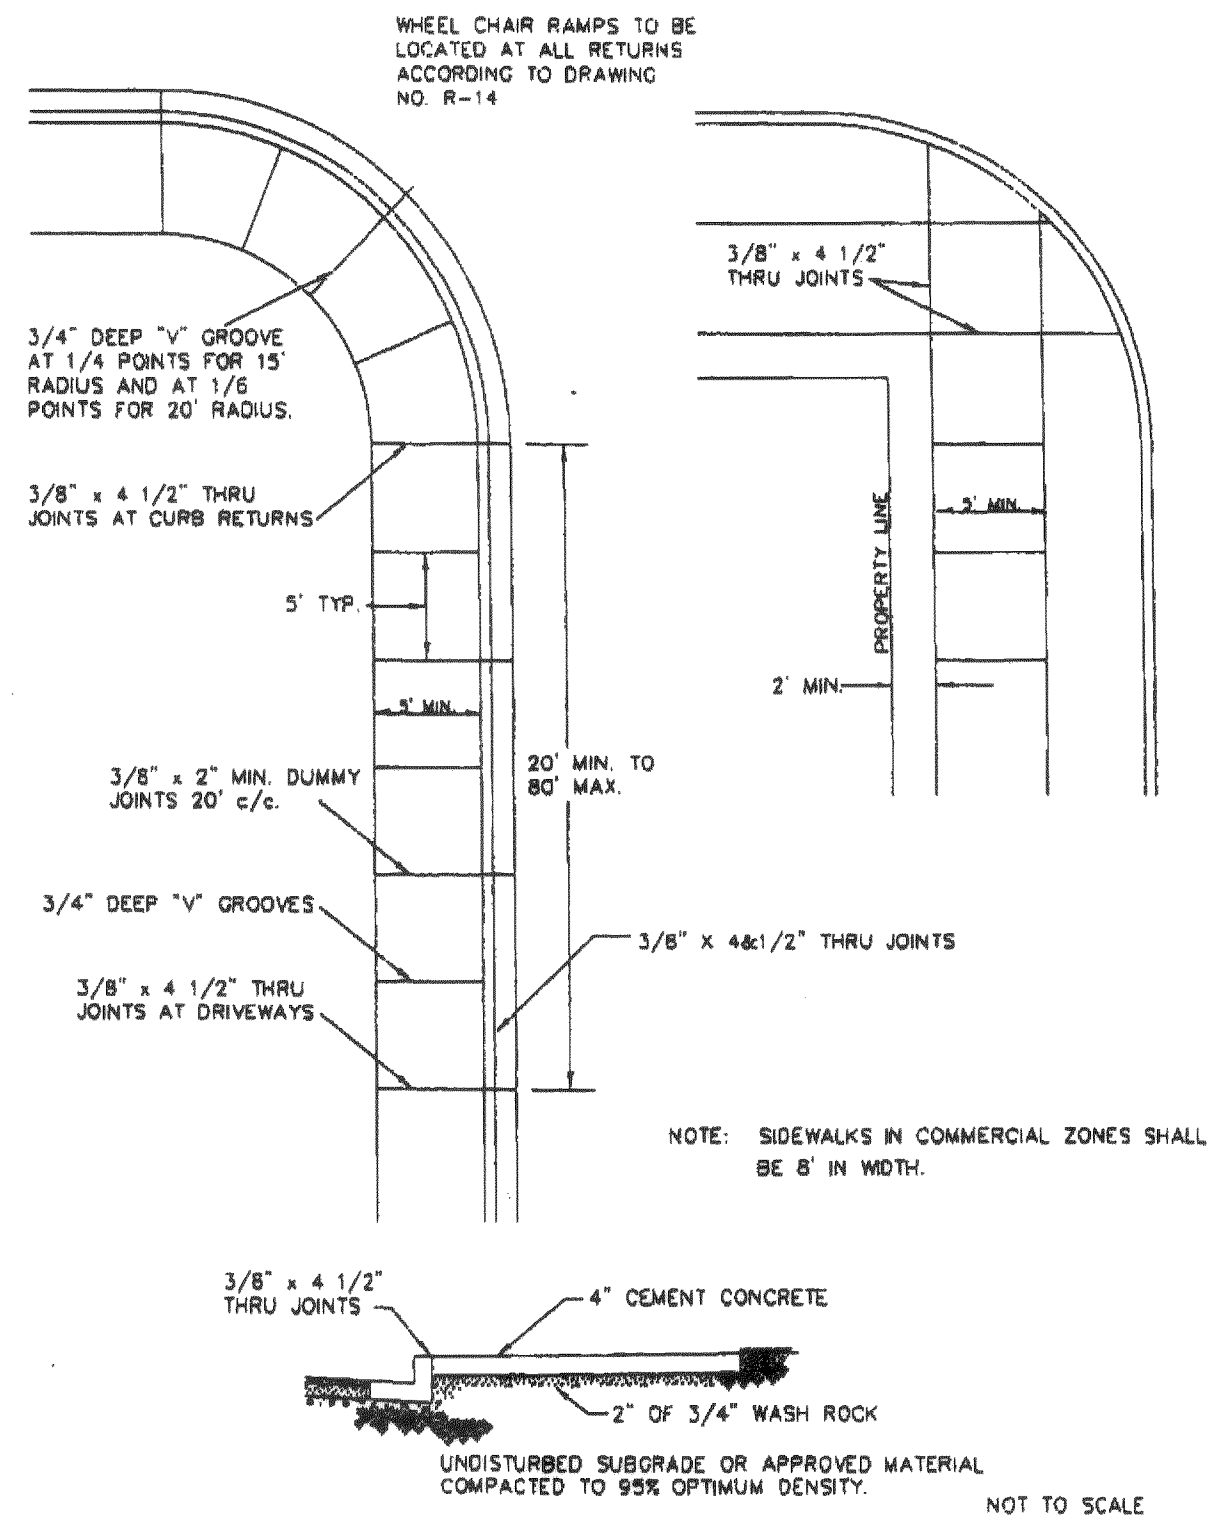 WHEEL CHAIR RAMPS TO BE
LOCATED AT ALL RETURNS
ACCORDING TO DRAWING
NO. R-14
3/4" DEEP "V" GROOVE
AT 1/4 POINTS FOR 15'
RADIUS AND AT 1/6
POINTS FOR 20' RADIUS.
3/8" x 4 1/2" THRU
JOINTS AT CURB RETURNS
5' TYP.
5' MIN.
3/8" x 2" MIN. DUMMY
JOINTS 20' c/c.
3/4" DEEP "V" GROOVES
3/8" x 4 1/2" THRU
JOINTS AT DRIVEWAYS
20' MIN. TO
80' MAX.
3/8" X 4&1/2" THRU JOINTS
3/8" x 4 1/2"
THRU JOINTS
5' MIN.
PROPERTY LINE
2' MIN.
NOTE: SIDEWALKS IN COMMERCIAL ZONES SHALL
BE 8' IN WIDTH.
3/8" x 4 1/2"
THRU JOINTS
4" CEMENT CONCRETE
2" OF 3/4" WASH ROCK
UNDISTURBED SUBGRADE OR APPROVED MATERIAL
COMPACTED TO 95% OPTIMUM DENSITY.
NOT TO SCALE